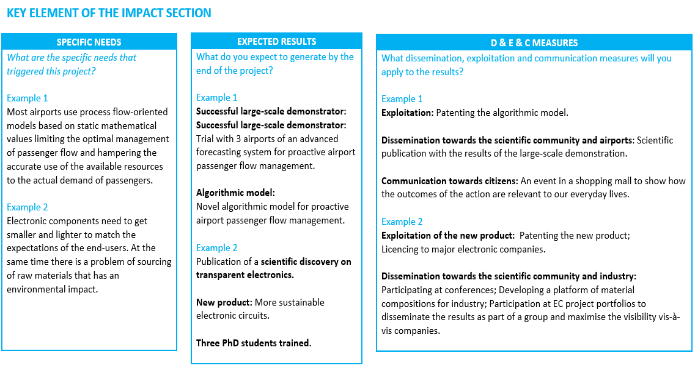 KEY ELEMENT OF THE IMPACT SECTION
SPECIFIC NEEDS
What are the specific needs that
triggered this project?
Example 1
Most airports use process flow-oriented
models based on static mathematical
values limiting the optimal management
of passenger flow and hampering the
accurate use of the available resources
to the actual demand of passengers.
Example 2
Electronic components need to get
smaller and lighter to match the
expectations of the end-users. At the
same time there is a problem of sourcing
of raw materials that has an
environmental impact.
EXPECTED RESULTS
What do you expect to generate by the
end of the project?
Example 1
Successful large-scale demonstrator:
Successful large-scale demonstrator:
Trial with 3 airports of an advanced
forecasting system for proactive airport
passenger flow management.
Algorithmic model:
Novel algorithmic model for proactive
airport passenger flow management.
Example 2
Publication of a scientific discovery on
transparent electronics.
New product: More sustainable
electronic circuits.
Three PhD students trained.
D & E & C MEASURES
What dissemination, exploitation and communication measures will you
apply to the results?
Example 1
Exploitation: Patenting the algorithmic model.
Dissemination towards the scientific community and airports: Scientific
publication with the results of the large-scale demonstration.
Communication towards citizens: An event in a shopping mall to show how
the outcomes of the action are relevant to our everyday lives.
Example 2
Exploitation of the new product: Patenting the new product;
Licencing to major electronic companies.
Dissemination towards the scientific community and industry:
Participating at conferences; Developing a platform of material
compositions for industry; Participation at EC project portfolios to
disseminate the results as part of a group and maximise the visibility vis-à-
vis companies.